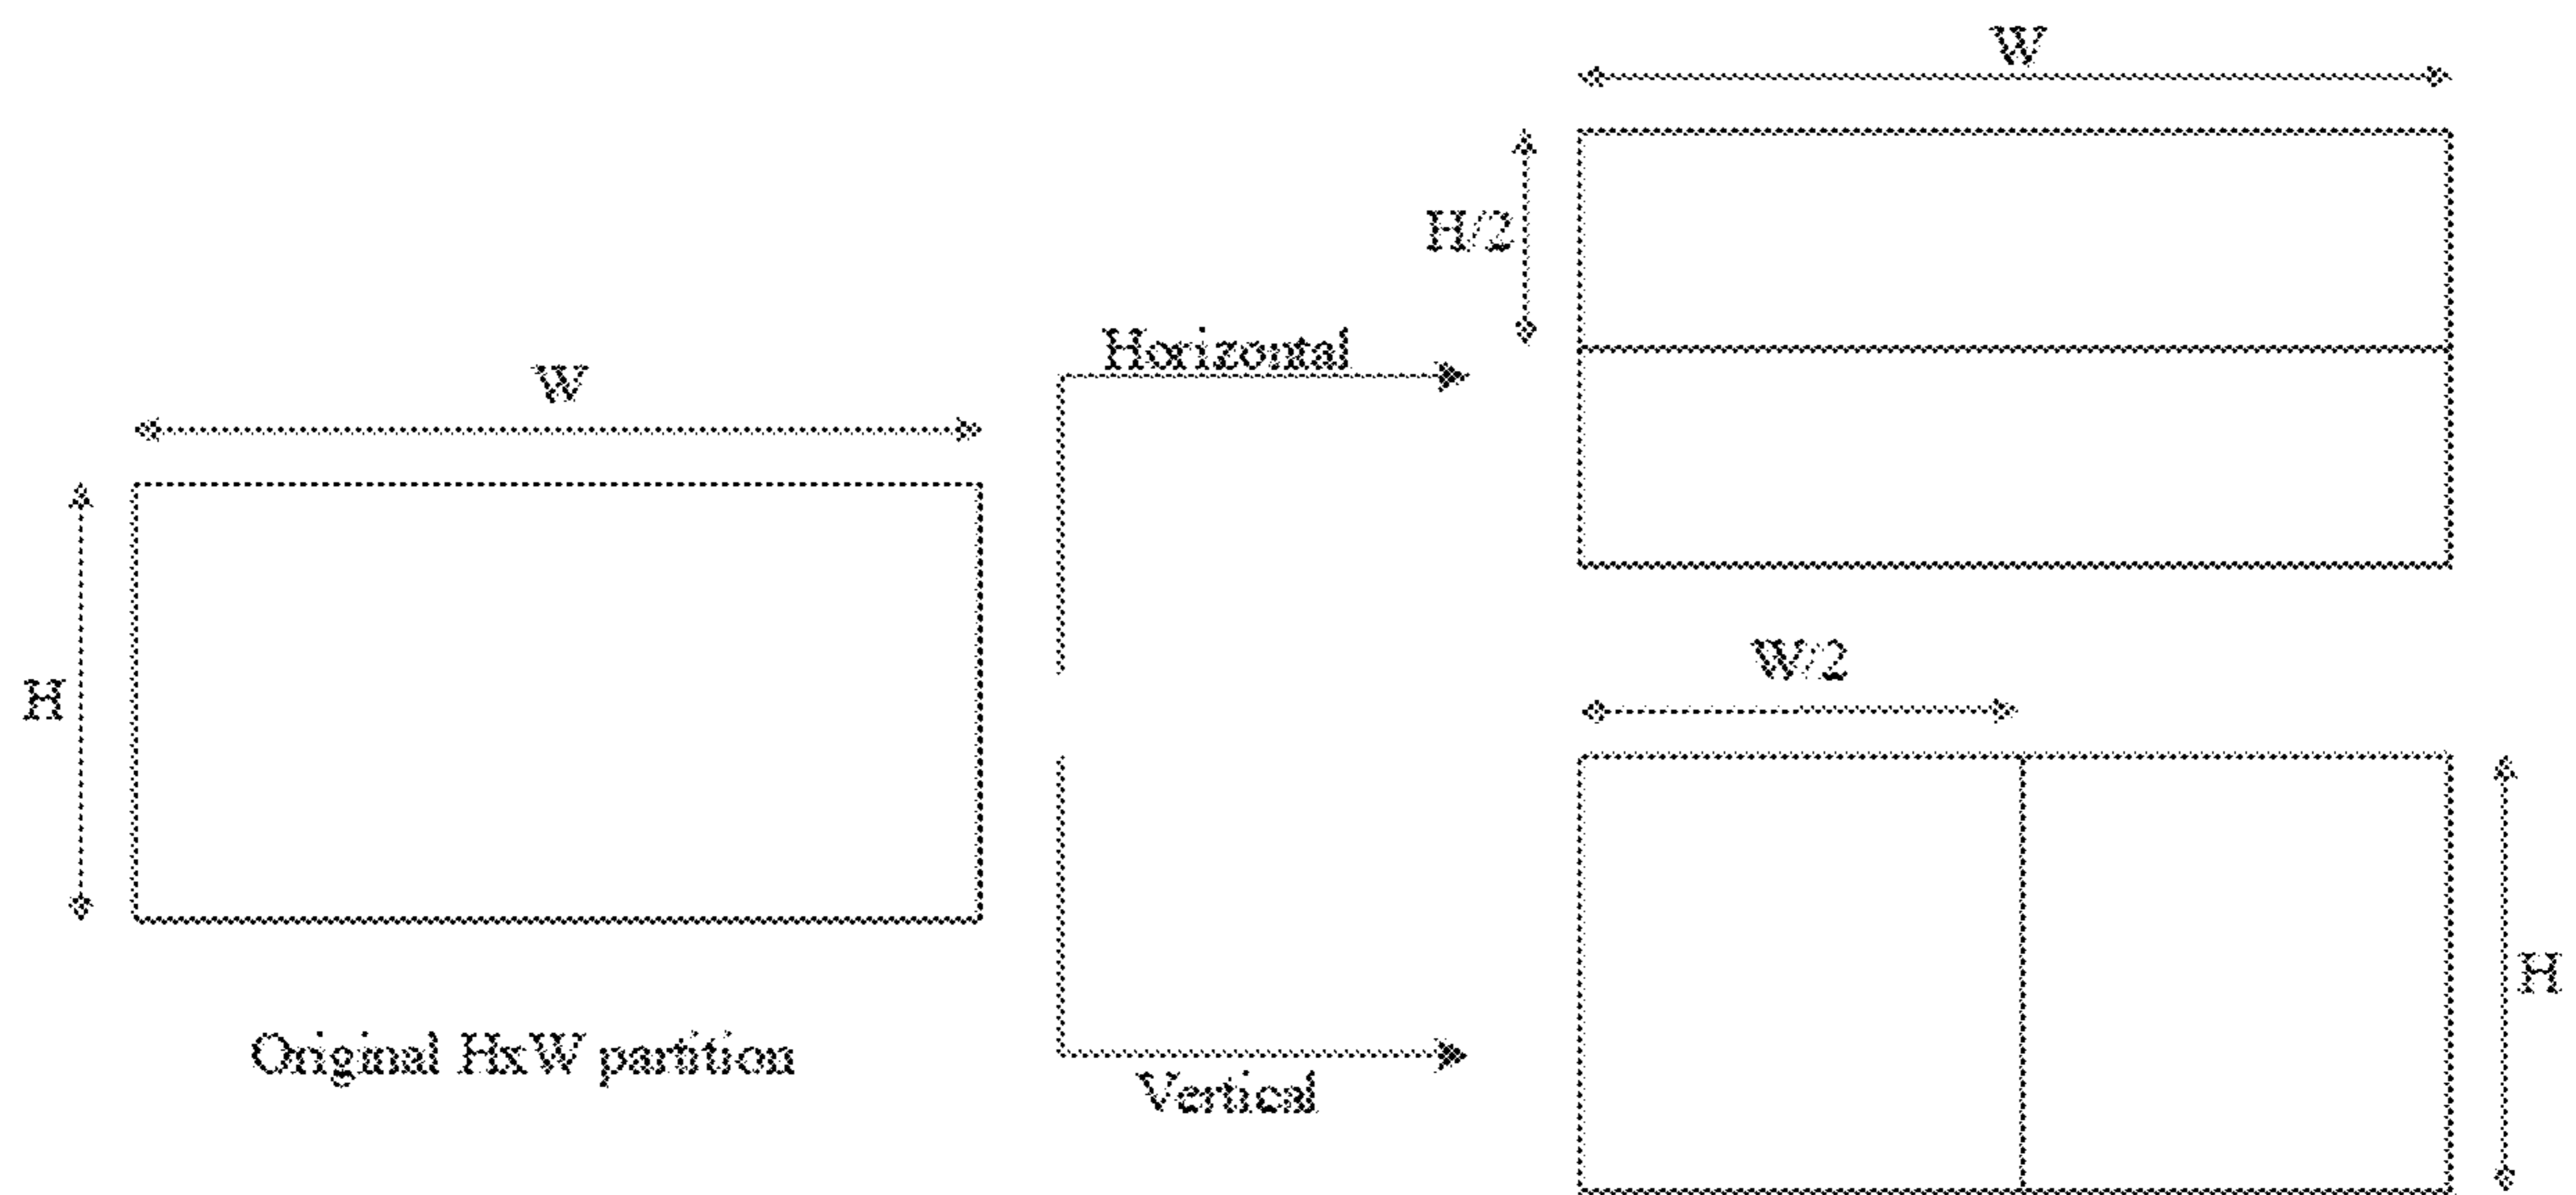 W
H/2
Horizontal
W
H
W/2
H
Original HxW partition
Vertical